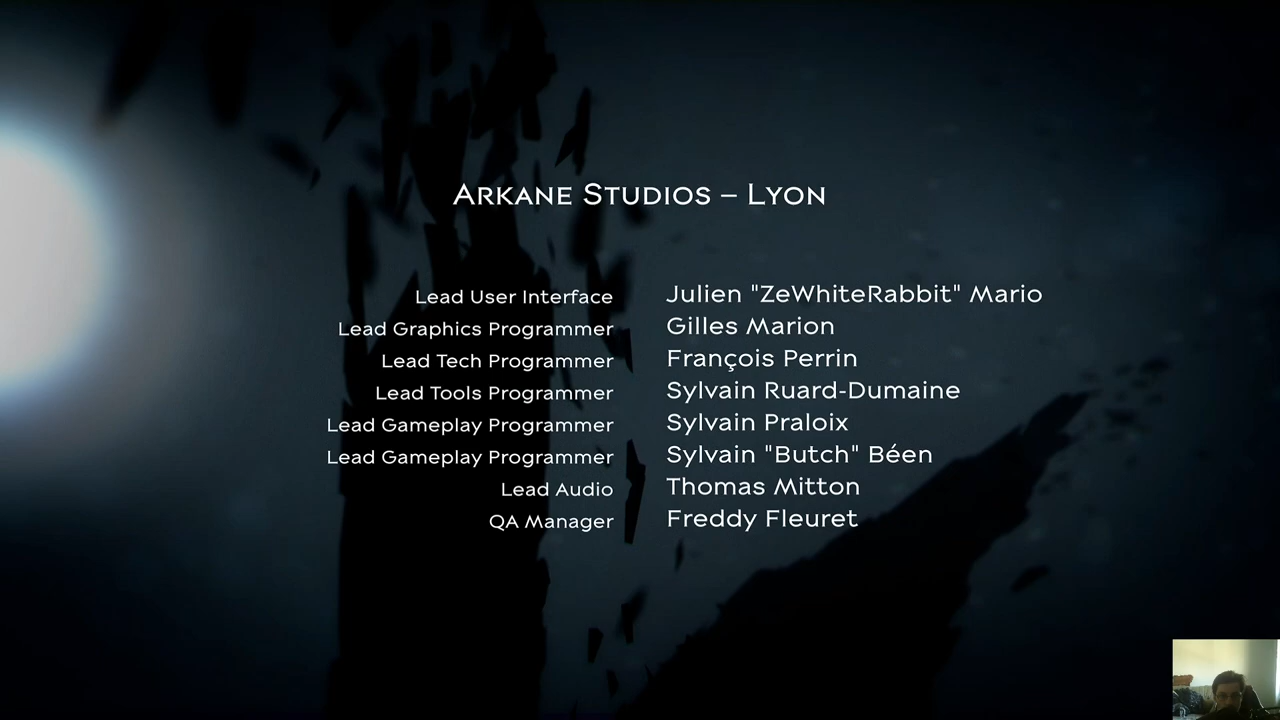 Arkane Studios – Lyon
Lead User Interface Julien "ZeWhiteRabbit" Mario
Lead Graphics Programmer Gilles Marion
Lead Tech Programmer François Perrin
Lead Tools Programmer Sylvain Ruard-Dumaine
Lead Gameplay Programmer Sylvain Praloix
Lead Gameplay Programmer Sylvain "Butch" Béen
Lead Audio Thomas Mitton
QA Manager Freddy Fleuret